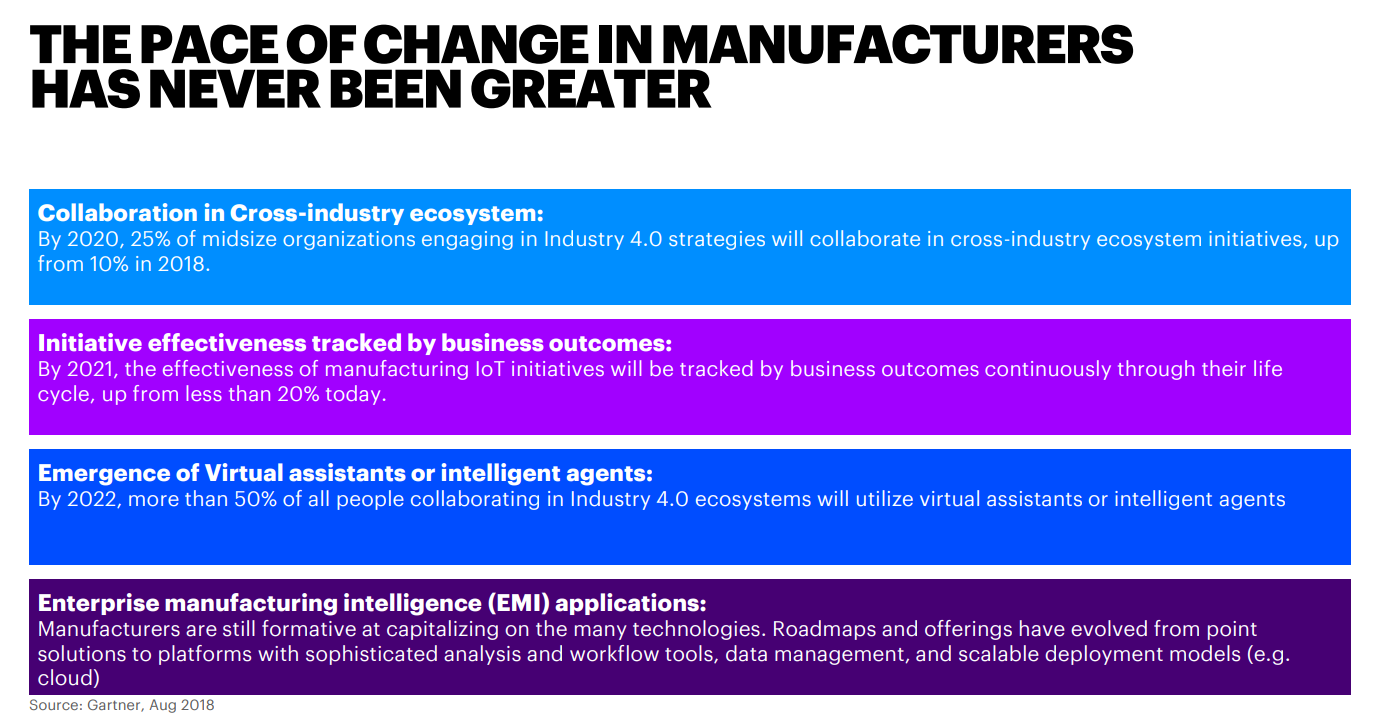 THE PACE OF CHANGE IN MANUFACTURERS
HAS NEVER BEEN GREATER
Collaboration in Cross-industry ecosystem:
By 2020, 25% of midsize organizations engaging in Industry 4.0 strategies will collaborate in cross-industry ecosystem initiatives, up
from 10% in 2018.
Initiative effectiveness tracked by business outcomes:
By 2021, the effectiveness of manufacturing IoT initiatives will be tracked by business outcomes continuously through their life
cycle, up from less than 20% today.
Emergence of Virtual assistants or intelligent agents:
By 2022, more than 50% of all people collaborating in Industry 4.0 ecosystems will utilize virtual assistants or intelligent agents
Enterprise manufacturing intelligence (EMI) applications:
Manufacturers are still formative at capitalizing on the many technologies. Roadmaps and offerings have evolved from point
solutions to platforms with sophisticated analysis and workflow tools, data management, and scalable deployment models (e.g.
cloud)
Source: Gartner, Aug 2018